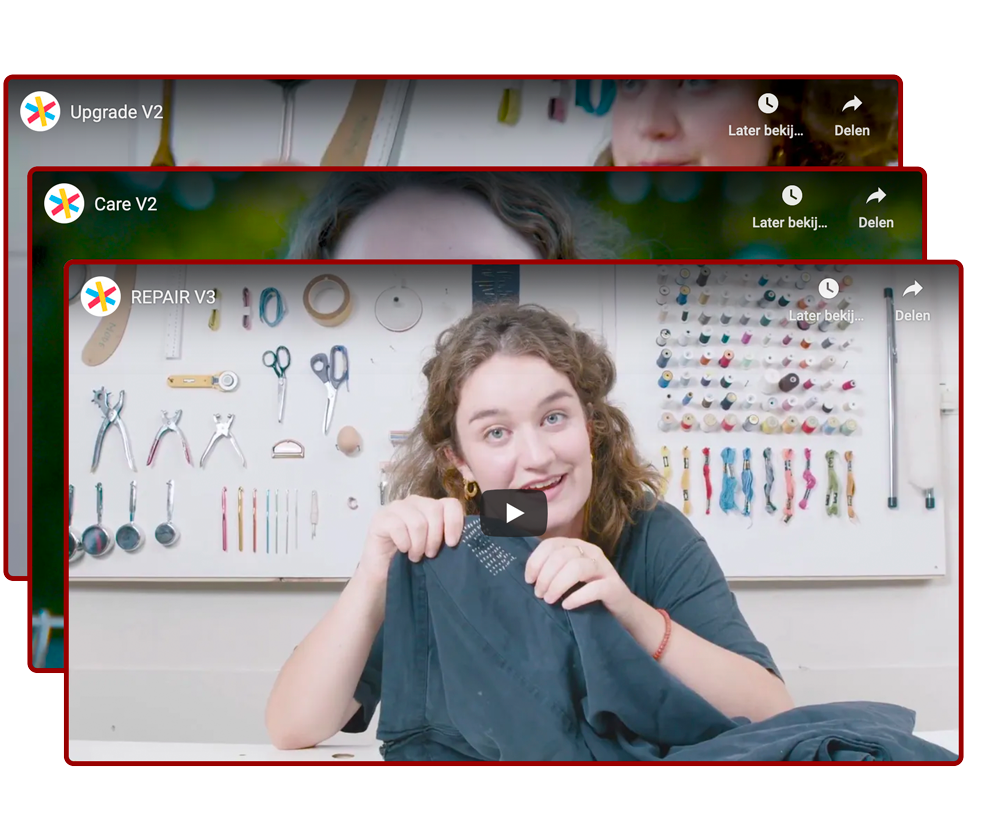 Upgrade V2
Later bekij...
Delen
Care V2
Later bekij...
Delen
REPAIR V3
Later bekij...
Delen